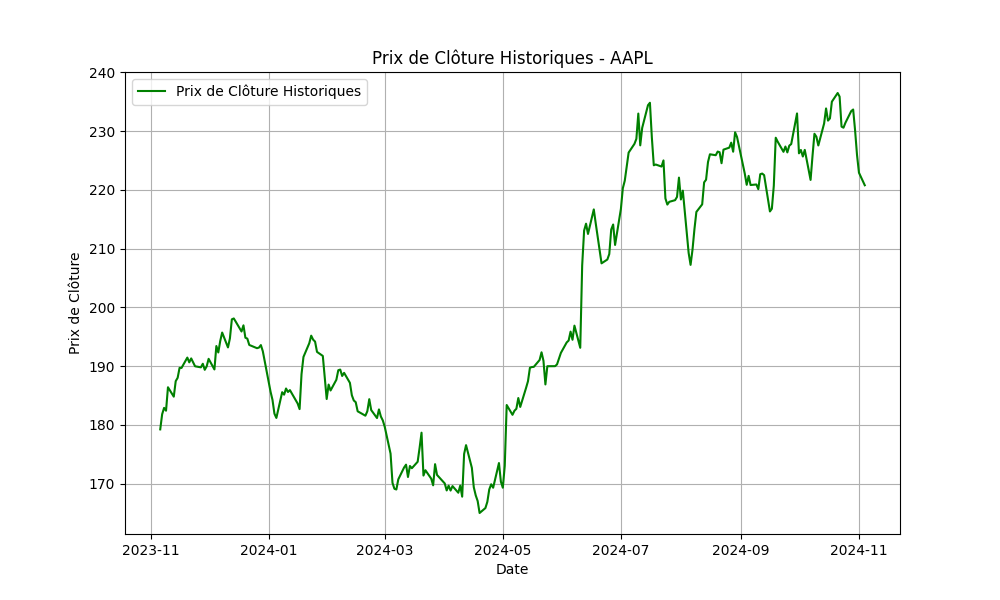 Prix de Clôture Historiques - AAPL
Prix de Clôture Historiques
240
230
220
210
200
190
180
170
Prix de Clôture
2023-11 2024-01 2024-03 2024-05 2024-07 2024-09 2024-11
Date